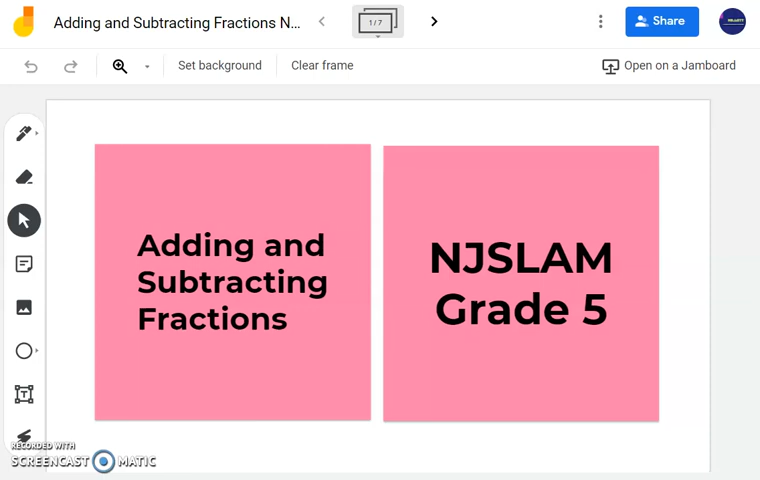 Adding and Subtracting Fractions N...
1/7
Share
Set background
Clear frame
Open on a Jamboard
Adding and
Subtracting
Fractions
NJSLAM
Grade 5
RECORDED WITH
SCREENCAST MATIC